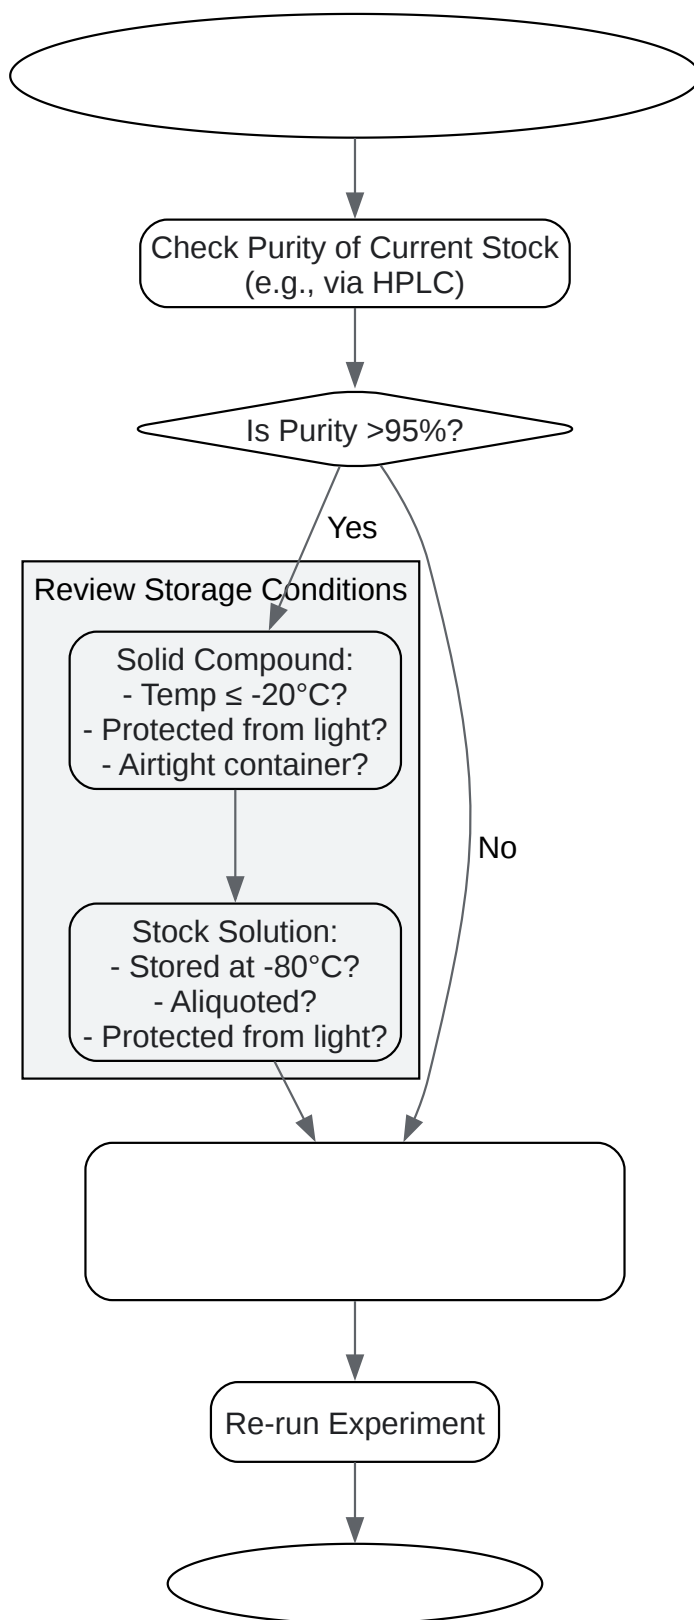 Check Purity of Current Stock
(e.g., via HPLC)
Is Purity >95%?
Yes
Review Storage Conditions
Solid Compound:
- Temp ≤ -20°C?
- Protected from light?
- Airtight container?
No
Stock Solution:
- Stored at -80°C?
- Aliquoted?
- Protected from light?
Re-run Experiment